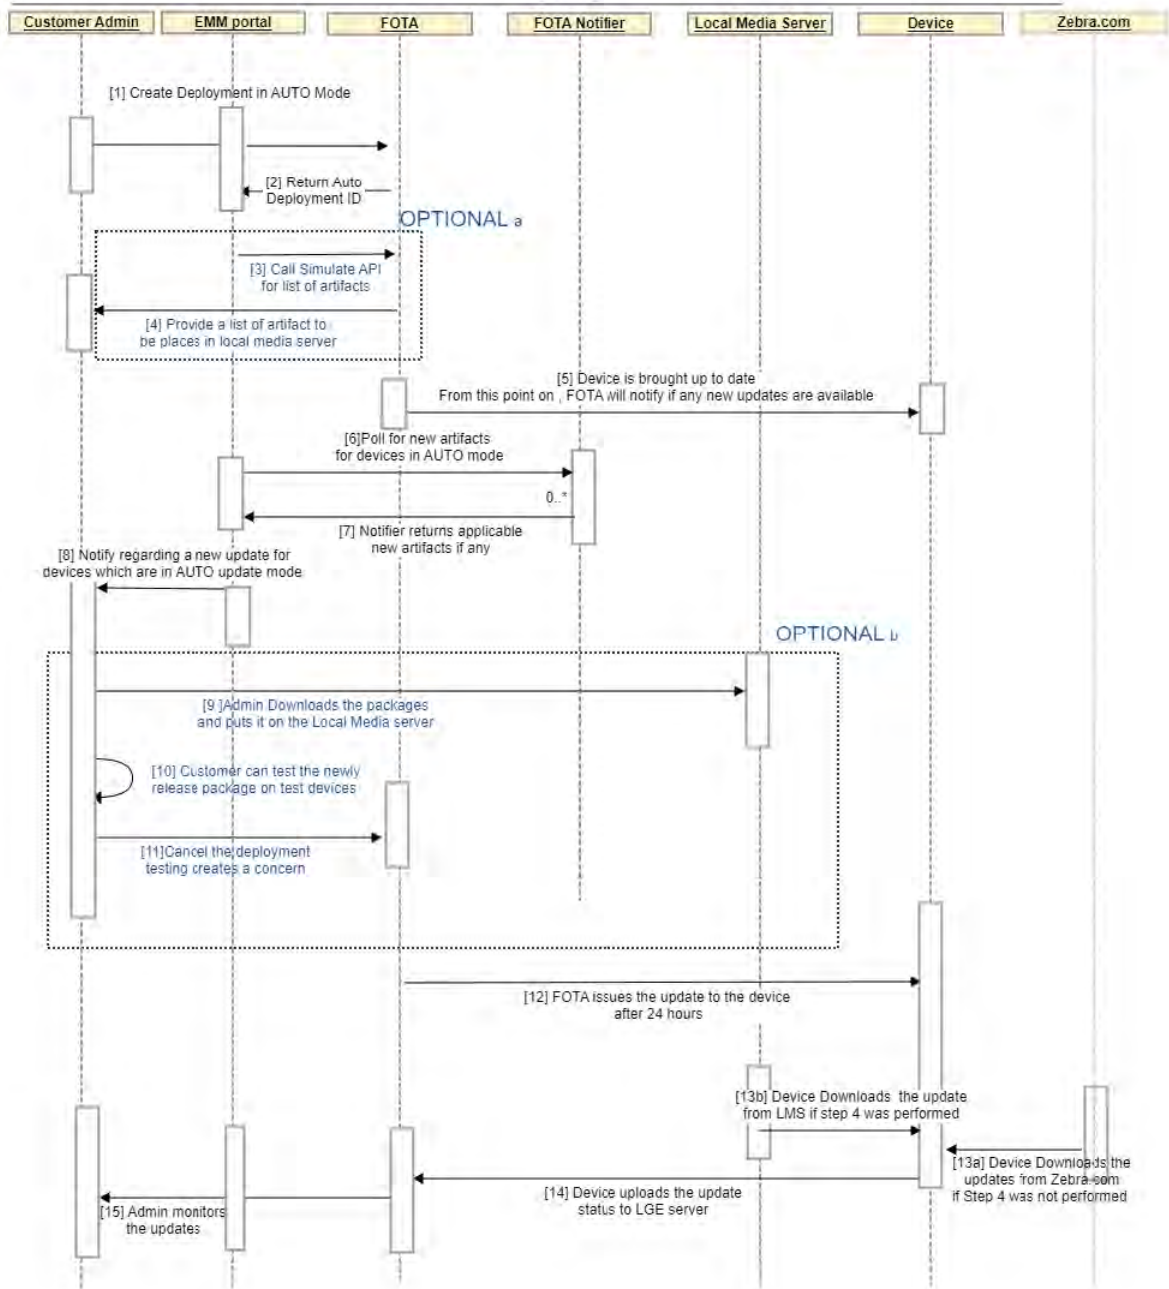 Customer Admin
EMM portal
FOTA
FOTA Notifier
Local Media Server
Device
Zebra.com
[1] Create Deployment in AUTO Mode
[2] Return Auto
Deployment ID
OPTIONAL a
[3] Call Simulate API
for list of artifacts
[4] Provide a list of artifact to
be places in local media server
[5] Device is brought up to date
From this point on , FOTA will notify if any new updates are available
[6]Poll for new artifacts
for devices in AUTO mode
0..*
[7] Notifier returns applicable
new artifacts if any
[8] Notify regarding a new update for
devices which are in AUTO update mode
OPTIONAL b
[9 ]Admin Downloads the packages
and puts it on the Local Media server
[10] Customer can test the newly
release package on test devices
[11]Cancel the deployment
testing creates a concern
[12] FOTA issues the update to the device
after 24 hours
[13b] Device Downloads the update
from LMS if step 4 was performed
[13a] Device Downloads the
updates from Zebra.com
if Step 4 was not performed
[14] Device uploads the update
status to LGE server
[15] Admin monitors
the updates